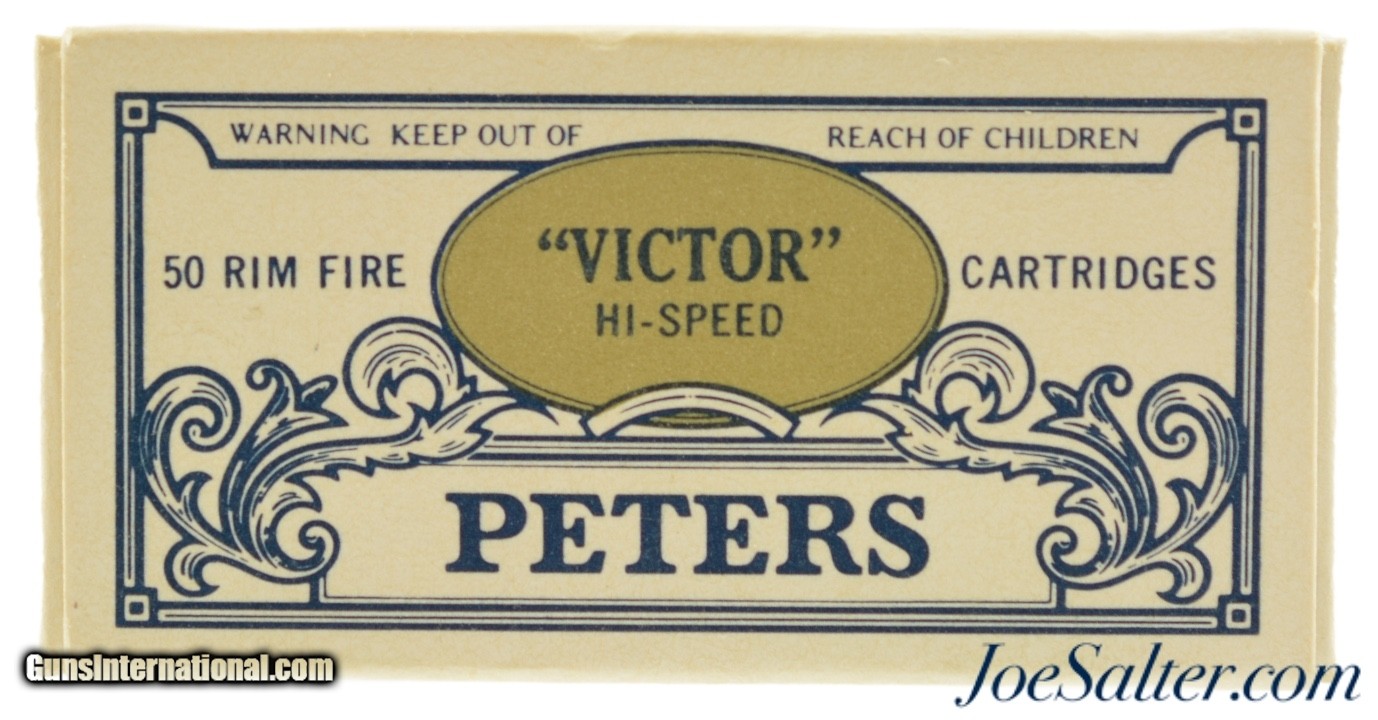 WARNING KEEP OUT OF REACH OF CHILDREN
"VICTOR"
50 RIM FIRE HI-SPEED CARTRIDGES
PETERS
GunsInternational.com
JoeSalter.com